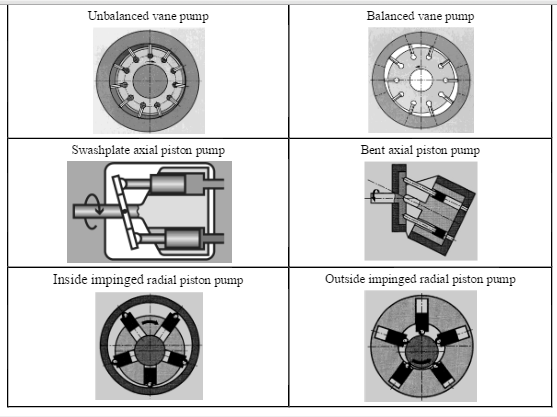 Unbalanced vane pump
Balanced vane pump
Swashplate axial piston pump
Bent axial piston pump
Inside impinged radial piston pump
Outside impinged radial piston pump